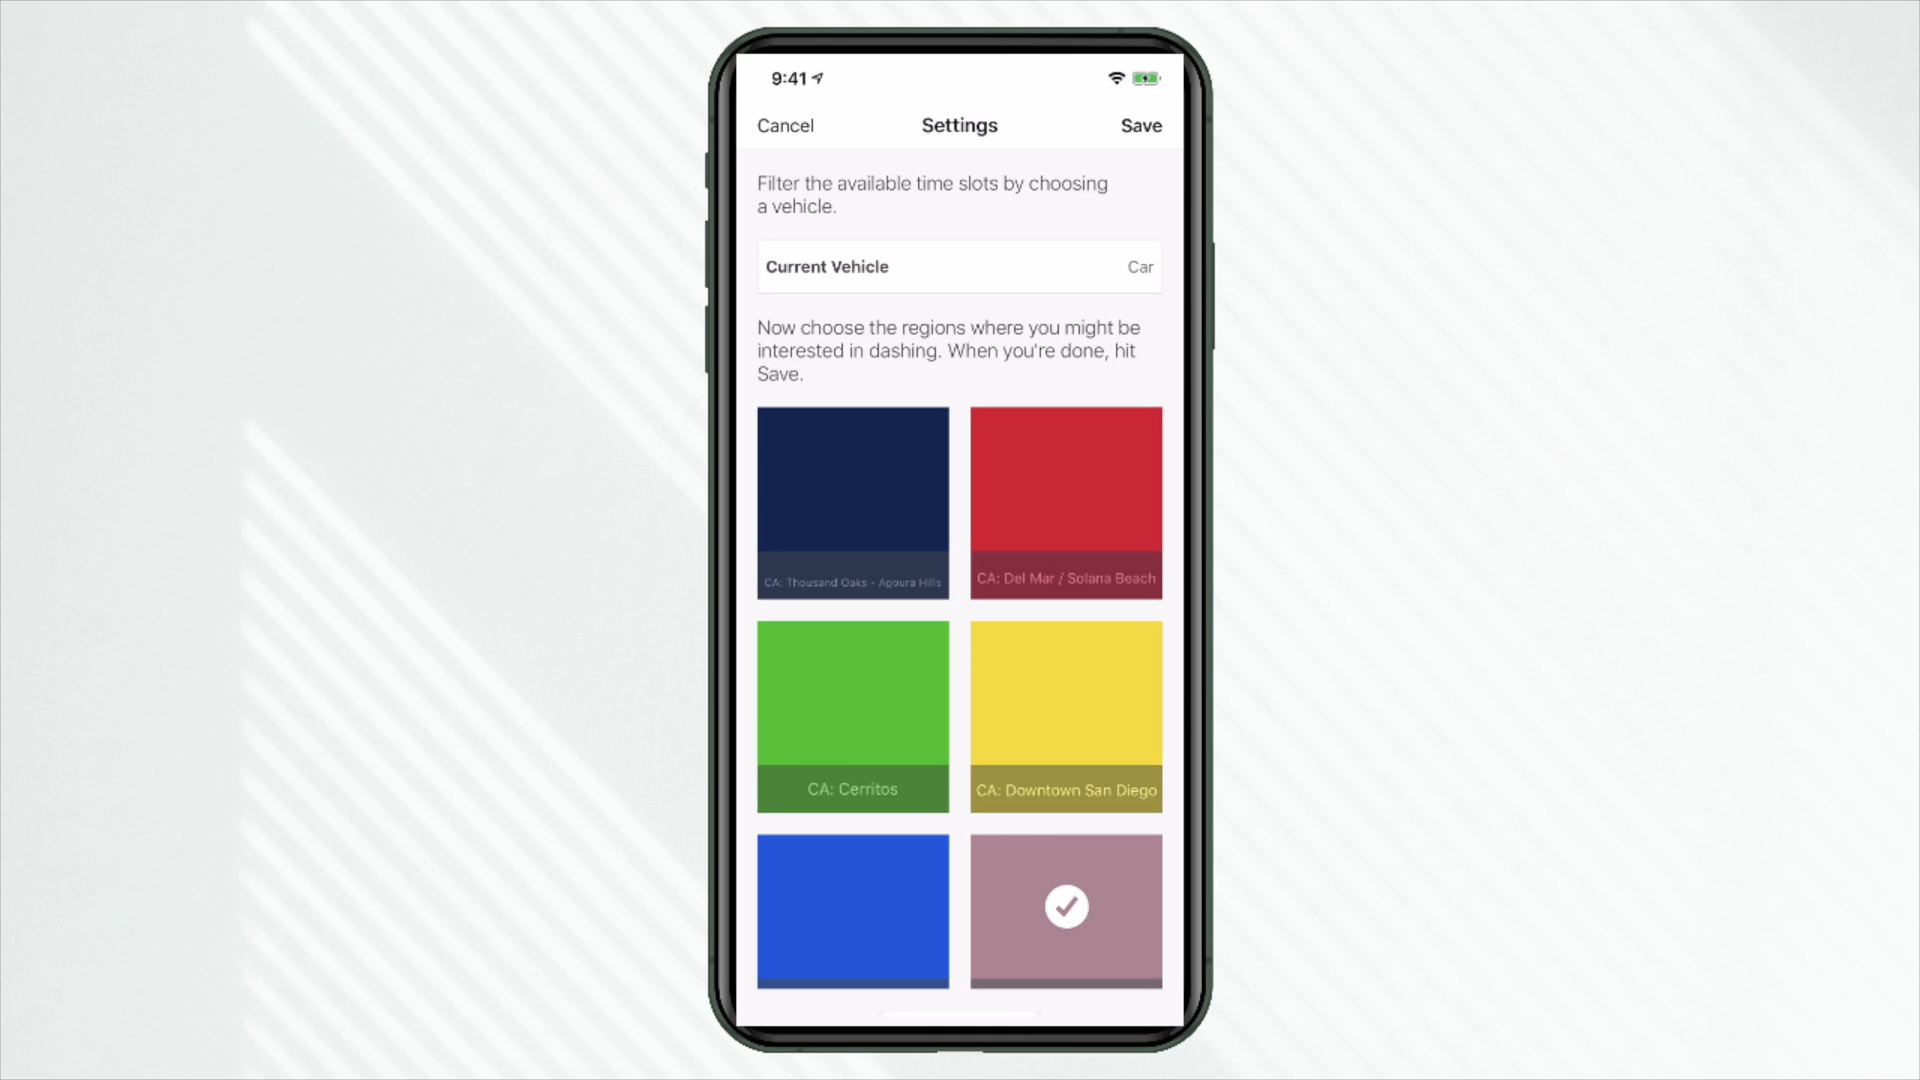 9:41
Cancel
Settings
Save
Filter the available time slots by choosing
a vehicle.
Current Vehicle
Car
Now choose the regions where you might be
interested in dashing. When you're done, hit
Save.
CA: Thousand Oaks - Agoura Hills
CA: Del Mar / Solana Beach
CA: Cerritos
CA: Downtown San Diego